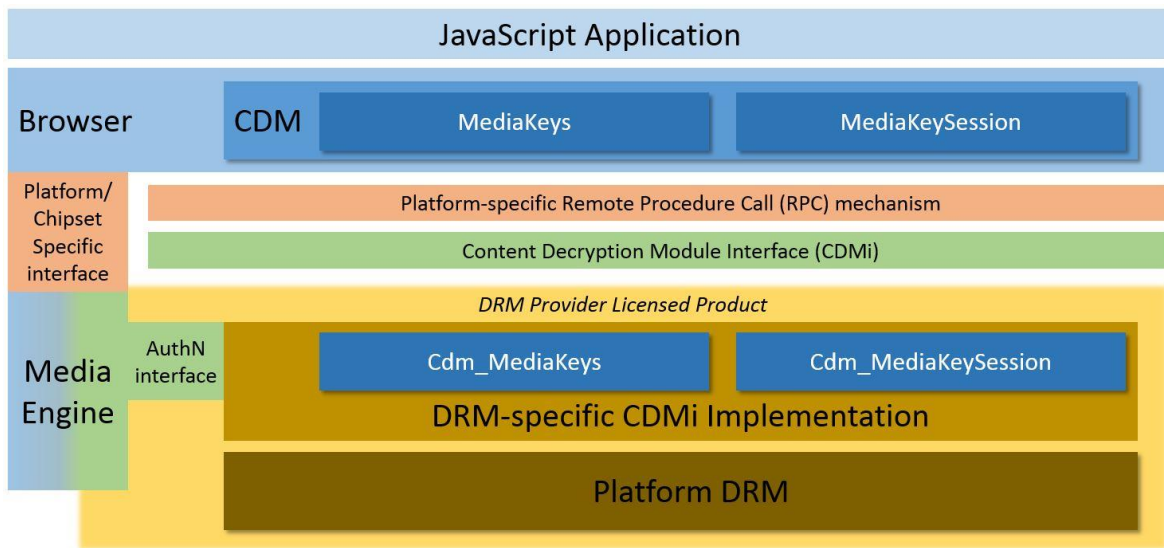 JavaScript Application
Browser
CDM
MediaKeys
MediaKeySession
Platform/
Chipset
Specific
interface
Platform-specific Remote Procedure Call (RPC) mechanism
Content Decryption Module Interface (CDMi)
DRM Provider Licensed Product
Media
Engine
AuthN
interface
Cdm_MediaKeys
Cdm_MediaKeySession
DRM-specific CDMi Implementation
Platform DRM